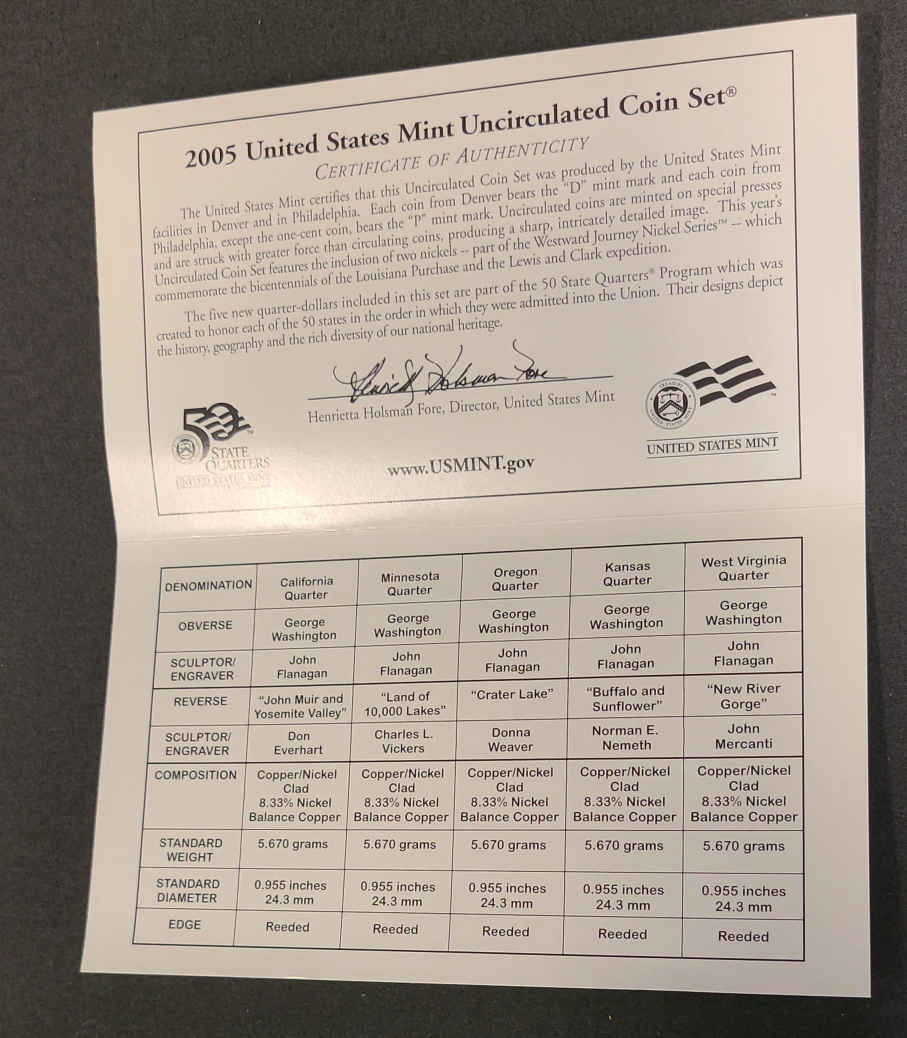 2005 United States Mint Uncirculated Coin Set®
CERTIFICATE OF AUTHENTICITY
The United States Mint certifies that this Uncirculated Coin Set was produced by the United States Mint
facilities in Denver and in Philadelphia. Each coin from Denver bears the "D" mint mark and each coin from
Philadelphia, except the one-cent coin, bears the "P" mint mark. Uncirculated coins are minted on special presses
and are struck with greater force than circulating coins, producing a sharp, intricately detailed image. This year's
Uncirculated Coin Set features the inclusion of two nickels -- part of the Westward Journey Nickel Series™ -- which
commemorate the bicentennials of the Louisiana Purchase and the Lewis and Clark expedition.
The five new quarter-dollars included in this set are part of the 50 State Quarters® Program which was
created to honor each of the 50 states in the order in which they were admitted into the Union. Their designs depict
the history, geography and the rich diversity of our national heritage.
Henrietta Holsman Fore
Henrietta Holsman Fore, Director, United States Mint
50™
STATE
QUARTERS
UNITED STATES MINT
www.USMINT.gov
UNITED STATES MINT
DENOMINATION California Quarter Minnesota Quarter Oregon Quarter Kansas Quarter West Virginia Quarter
OBVERSE George Washington George Washington George Washington George Washington George Washington
SCULPTOR/ ENGRAVER John Flanagan John Flanagan John Flanagan John Flanagan John Flanagan
REVERSE "John Muir and Yosemite Valley" "Land of 10,000 Lakes" "Crater Lake" "Buffalo and Sunflower" "New River Gorge"
SCULPTOR/ ENGRAVER Don Everhart Charles L. Vickers Donna Weaver Norman E. Nemeth John Mercanti
COMPOSITION Copper/Nickel Clad 8.33% Nickel Balance Copper Copper/Nickel Clad 8.33% Nickel Balance Copper Copper/Nickel Clad 8.33% Nickel Balance Copper Copper/Nickel Clad 8.33% Nickel Balance Copper Copper/Nickel Clad 8.33% Nickel Balance Copper
STANDARD WEIGHT 5.670 grams 5.670 grams 5.670 grams 5.670 grams 5.670 grams
STANDARD DIAMETER 0.955 inches 24.3 mm 0.955 inches 24.3 mm 0.955 inches 24.3 mm 0.955 inches 24.3 mm 0.955 inches 24.3 mm
EDGE Reeded Reeded Reeded Reeded Reeded